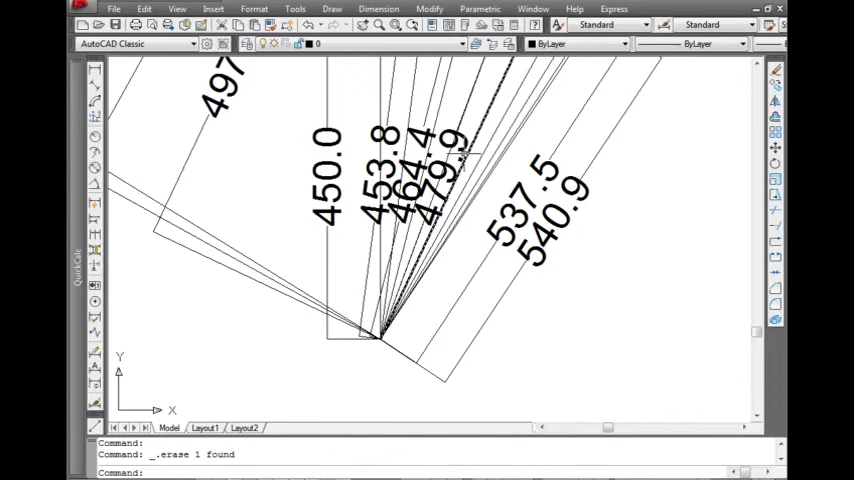 File Edit View Insert Format Tools Draw Dimension Modify Parametric Window Help Express
Standard Standard
AutoCAD Classic 0 ByLayer ByLayer
497
450.0
453.8
464.4
479.9
537.5
540.9
QuickCalc
Y
X
Model Layout1 Layout2
Command:
Command: _.erase 1 found
Command: